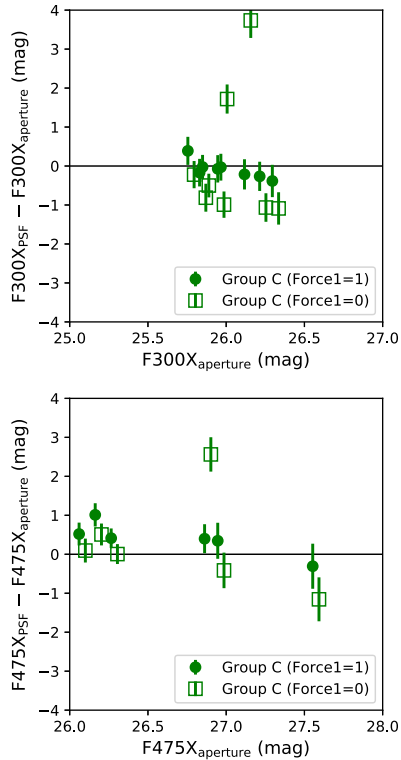 4
3
2
1
0
−1
−2
−3
−4
F300X_PSF − F300X_aperture (mag)
Group C (Force1=1)
Group C (Force1=0)
25.0 25.5 26.0 26.5 27.0
F300X_aperture (mag)
4
3
2
1
0
−1
−2
−3
−4
F475X_PSF − F475X_aperture (mag)
Group C (Force1=1)
Group C (Force1=0)
26.0 26.5 27.0 27.5 28.0
F475X_aperture (mag)